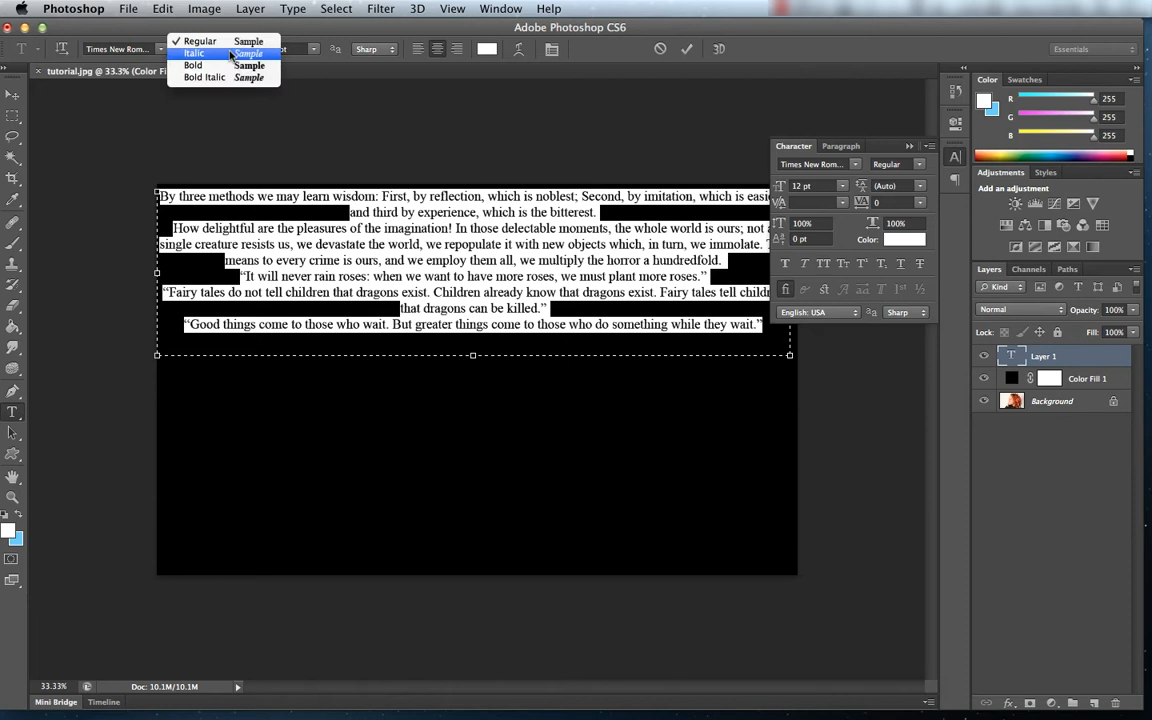 Photoshop File Edit Image Layer Type Select Filter 3D View Window Help
Adobe Photoshop CS6
Times New Rom... Sharp 3D Essentials
Regular Sample
Italic Sample
Bold Sample
Bold Italic Sample
tutorial.jpg @ 33.3% (Color Fi
By three methods we may learn wisdom: First, by reflection, which is noblest; Second, by imitation, which is easie
and third by experience, which is the bitterest.
How delightful are the pleasures of the imagination! In those delectable moments, the whole world is ours; not a
single creature resists us, we devastate the world, we repopulate it with new objects which, in turn, we immolate. T
means to every crime is ours, and we employ them all, we multiply the horror a hundredfold.
“It will never rain roses: when we want to have more roses, we must plant more roses.”
“Fairy tales do not tell children that dragons exist. Children already know that dragons exist. Fairy tales tell child
that dragons can be killed.”
“Good things come to those who wait. But greater things come to those who do something while they wait.”
Character Paragraph
Times New Rom... Regular
12 pt (Auto)
0
100% 100%
0 pt Color:
English: USA Sharp
Color Swatches
R 255
G 255
B 255
Adjustments Styles
Add an adjustment
Layers Channels Paths
Kind
Normal Opacity: 100%
Lock: Fill: 100%
Layer 1
Color Fill 1
Background
33.33% Doc: 10.1M/10.1M
Mini Bridge Timeline